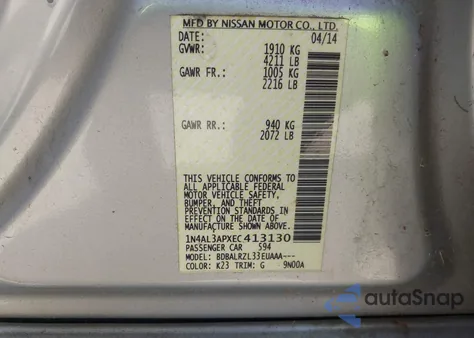 MFD BY NISSAN MOTOR CO., LTD.
DATE: 04/14
GVWR: 1910 KG
4211 LB
GAWR FR.: 1005 KG
2216 LB
GAWR RR.: 940 KG
2072 LB
THIS VEHICLE CONFORMS TO
ALL APPLICABLE FEDERAL
MOTOR VEHICLE SAFETY,
BUMPER, AND THEFT
PREVENTION STANDARDS IN
EFFECT ON THE DATE OF
MANUFACTURE SHOWN ABOVE.
1N4AL3APXEC413130
PASSENGER CAR 594
MODEL: BDBALRZL33EUAAA---
COLOR: K23 TRIM: G 9N00A
autoSnap